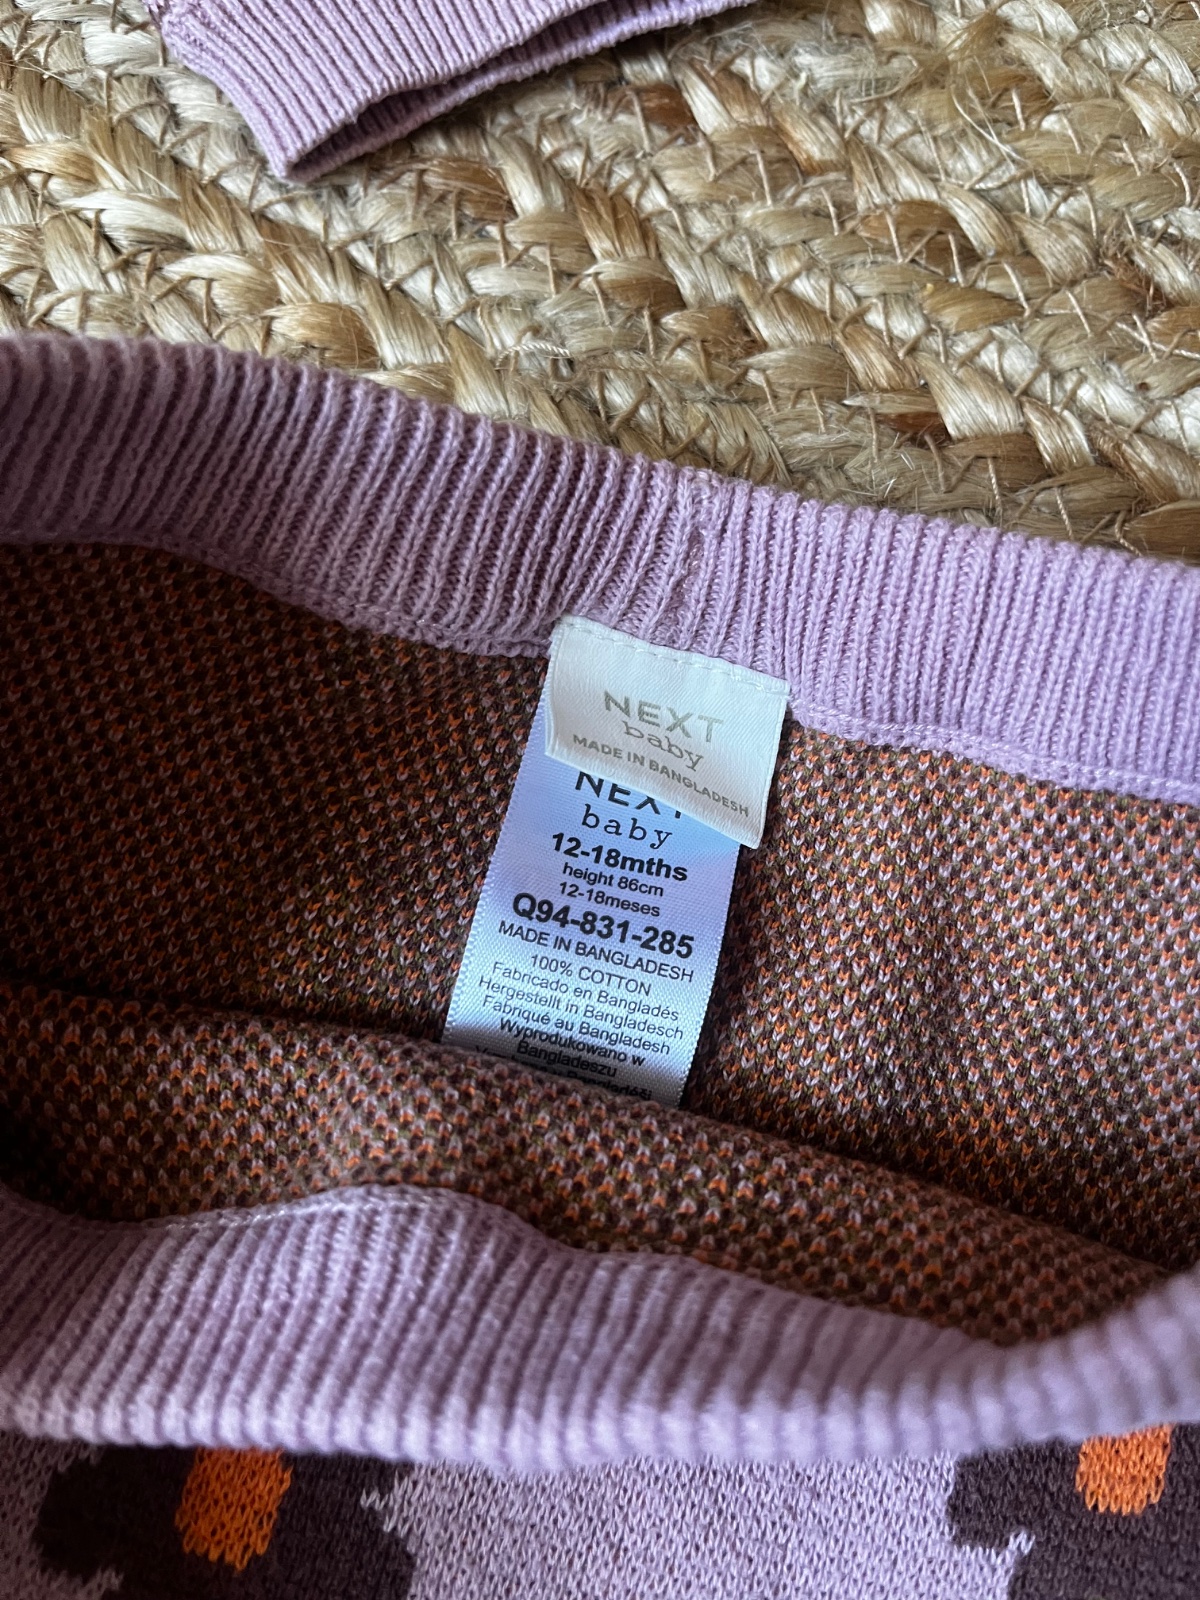 NEXT
baby
MADE IN BANGLADESH
NEXT
baby
12-18mths
height 86cm
12-18meses
Q94-831-285
MADE IN BANGLADESH
100% COTTON
Fabricado en Bangladés
Hergestellt in Bangladesch
Fabriqué au Bangladesh
Wyprodukowano w
Bangladeszu